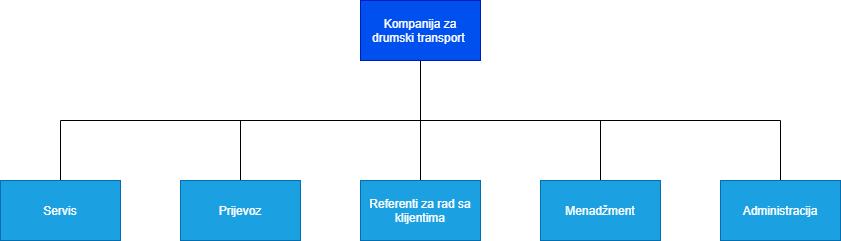 Kompanija za
drumski transport
Servis
Prijevoz
Referenti za rad sa
klijentima
Menadžment
Administracija